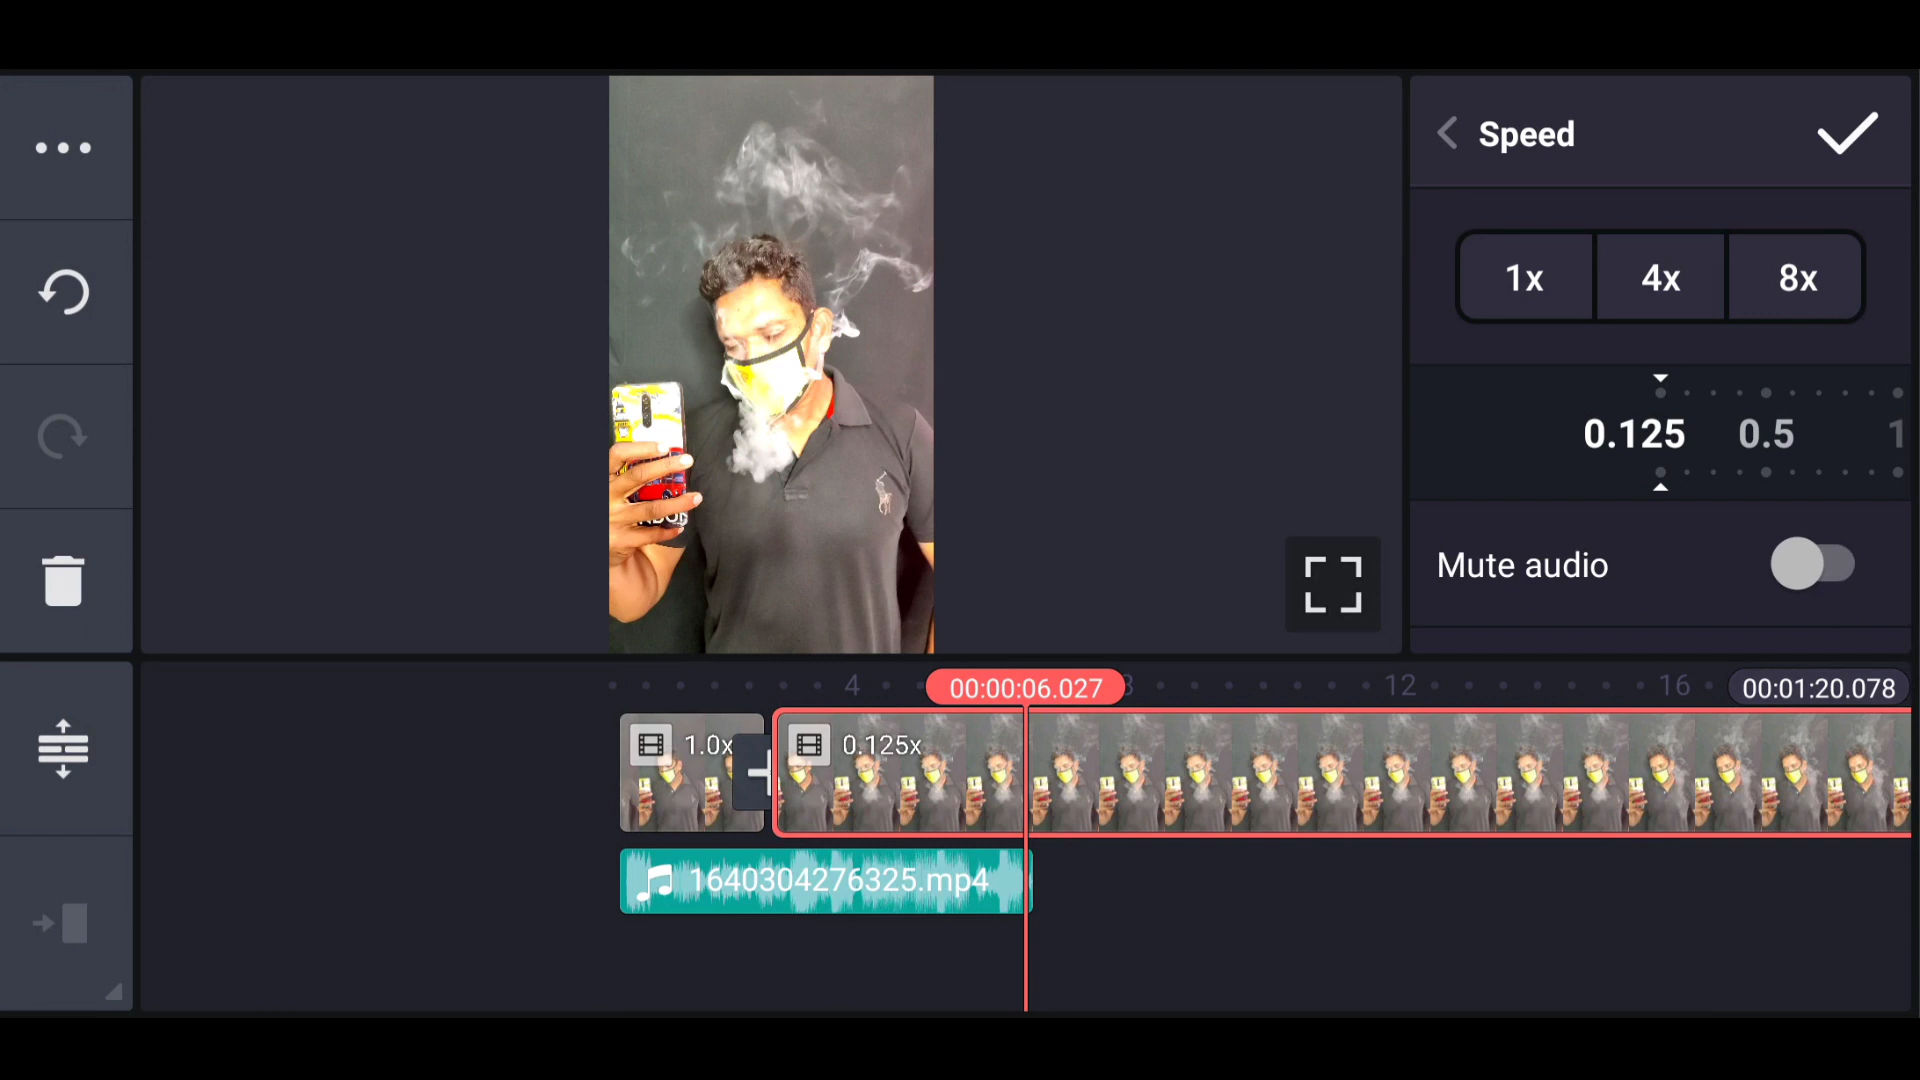 Speed
1x 4x 8x
0.125 0.5 1
Mute audio
4 00:00:06.027 8 12 16 00:01:20.078
1.0x 0.125x
1640304276325.mp4